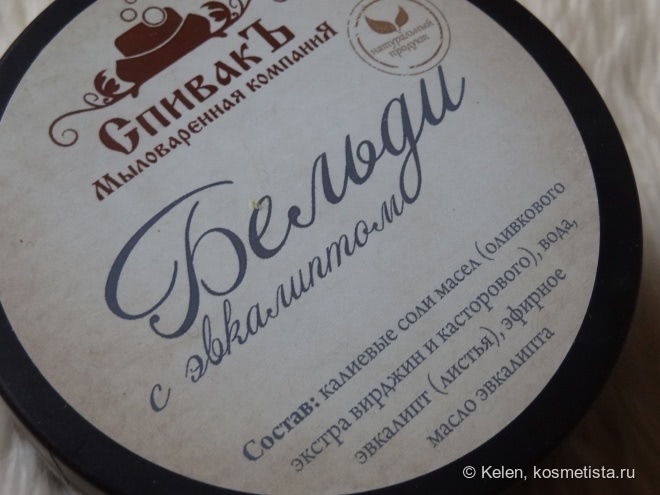 СпивакЪ
Мыловаренная компаниЯ
натуральный
продукт
Бельди
с эвкалиптом
Состав: калиевые соли масел (оливкового
экстра вирджин и касторового), вода,
эвкалипт (листья), эфирное
масло эвкалипта
© Kelen, kosmetista.ru